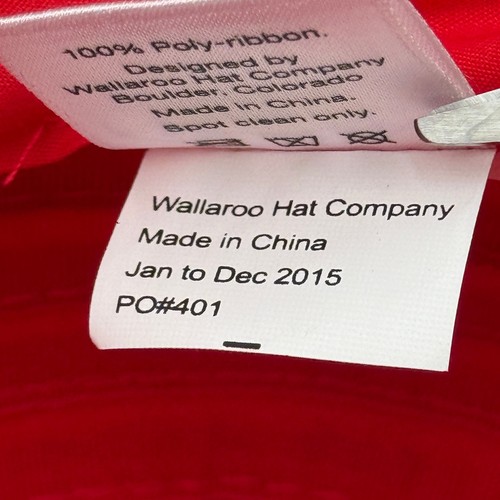 100% Poly-ribbon.
Designed by
Wallaroo Hat Company
Boulder, Colorado
Made in China.
Spot clean only.
Wallaroo Hat Company
Made in China
Jan to Dec 2015
PO#401